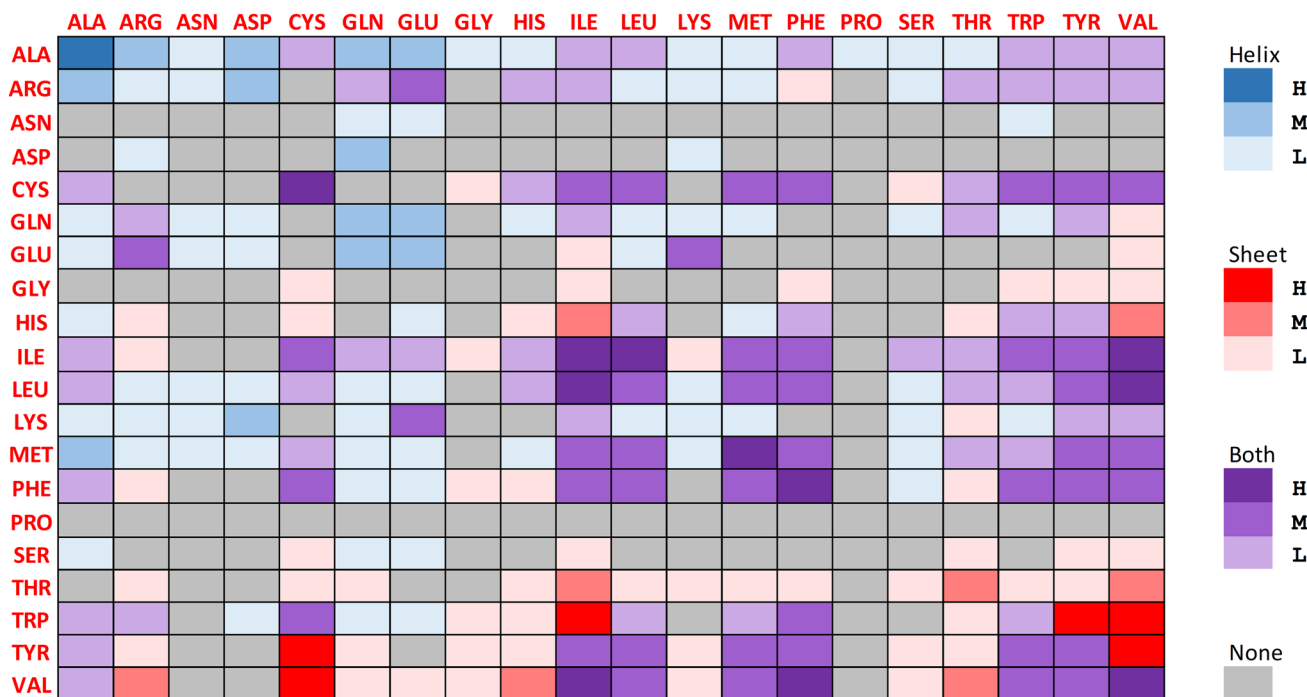 ALA ARG ASN ASP CYS GLN GLU GLY HIS ILE LEU LYS MET PHE PRO SER THR TRP TYR VAL
ALA
ARG
ASN
ASP
CYS
GLN
GLU
GLY
HIS
ILE
LEU
LYS
MET
PHE
PRO
SER
THR
TRP
TYR
VAL
Helix
H
M
L
Sheet
H
M
L
Both
H
M
L
None